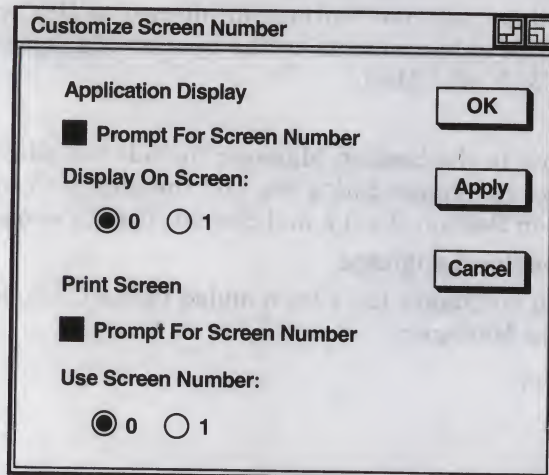 Customize Screen Number
Application Display
Prompt For Screen Number
Display On Screen:
0 1
Print Screen
Prompt For Screen Number
Use Screen Number:
0 1
OK
Apply
Cancel